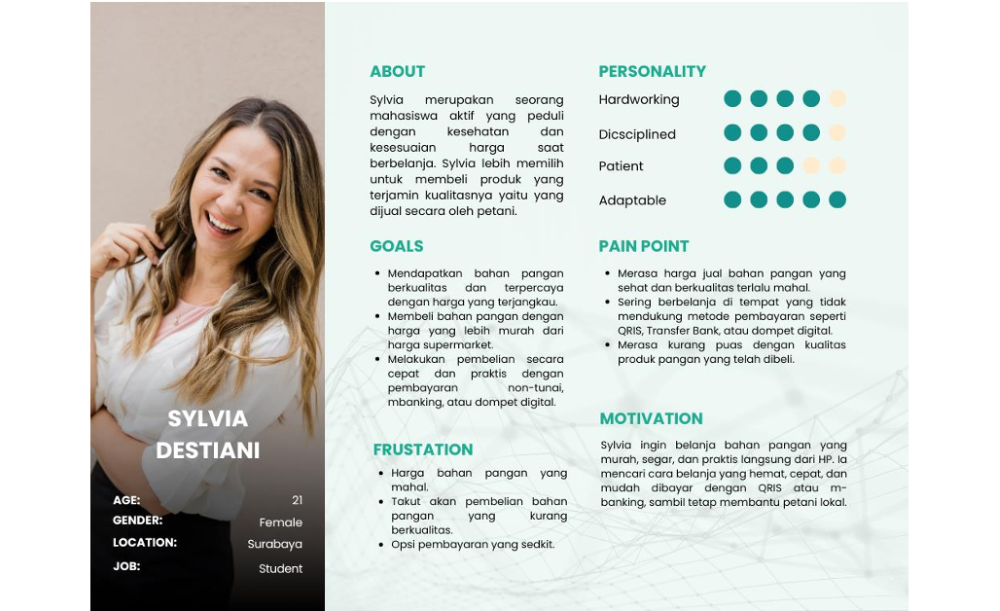 SYLVIA
DESTIANI
AGE: 21
GENDER: Female
LOCATION: Surabaya
JOB: Student
ABOUT
Sylvia merupakan seorang
mahasiswa aktif yang peduli
dengan kesehatan dan
kesesuaian harga saat
berbelanja. Sylvia lebih memilih
untuk membeli produk yang
terjamin kualitasnya yaitu yang
dijual secara oleh petani.
GOALS
• Mendapatkan bahan pangan
berkualitas dan terpercaya
dengan harga yang terjangkau.
• Membeli bahan pangan dengan
harga yang lebih murah dari
harga supermarket.
• Melakukan pembelian secara
cepat dan praktis dengan
pembayaran non-tunai,
mbanking, atau dompet digital.
FRUSTATION
• Harga bahan pangan yang
mahal.
• Takut akan pembelian bahan
pangan yang kurang
berkualitas.
• Opsi pembayaran yang sedkit.
PERSONALITY
Hardworking
Dicsciplined
Patient
Adaptable
PAIN POINT
• Merasa harga jual bahan pangan yang
sehat dan berkualitas terlalu mahal.
• Sering berbelanja di tempat yang tidak
mendukung metode pembayaran seperti
QRIS, Transfer Bank, atau dompet digital.
• Merasa kurang puas dengan kualitas
produk pangan yang telah dibeli.
MOTIVATION
Sylvia ingin belanja bahan pangan yang
murah, segar, dan praktis langsung dari HP. Ia
mencari cara belanja yang hemat, cepat, dan
mudah dibayar dengan QRIS atau m-
banking, sambil tetap membantu petani lokal.